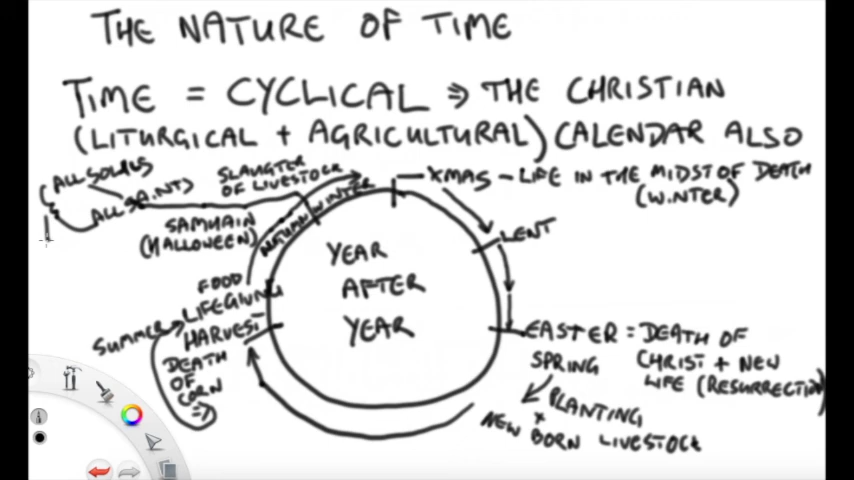 THE NATURE OF TIME
TIME = CYCLICAL => THE CHRISTIAN
(LITURGICAL + AGRICULTURAL) CALENDAR ALSO
ALL SOULS
ALL SAINTS
SLAUGHTER
OF LIVESTOCK
SAMHAIN
(HALLOWEEN)
AUTUMN/WINTER
XMAS - LIFE IN THE MIDST OF DEATH
(WINTER)
LENT
YEAR
AFTER
YEAR
FOOD
LIFEGIVING
HARVEST
SUMMER
DEATH
OF
CORN
=>
EASTER = DEATH OF
CHRIST + NEW
LIFE (RESURRECTION)
SPRING
PLANTING
+
NEW BORN LIVESTOCK